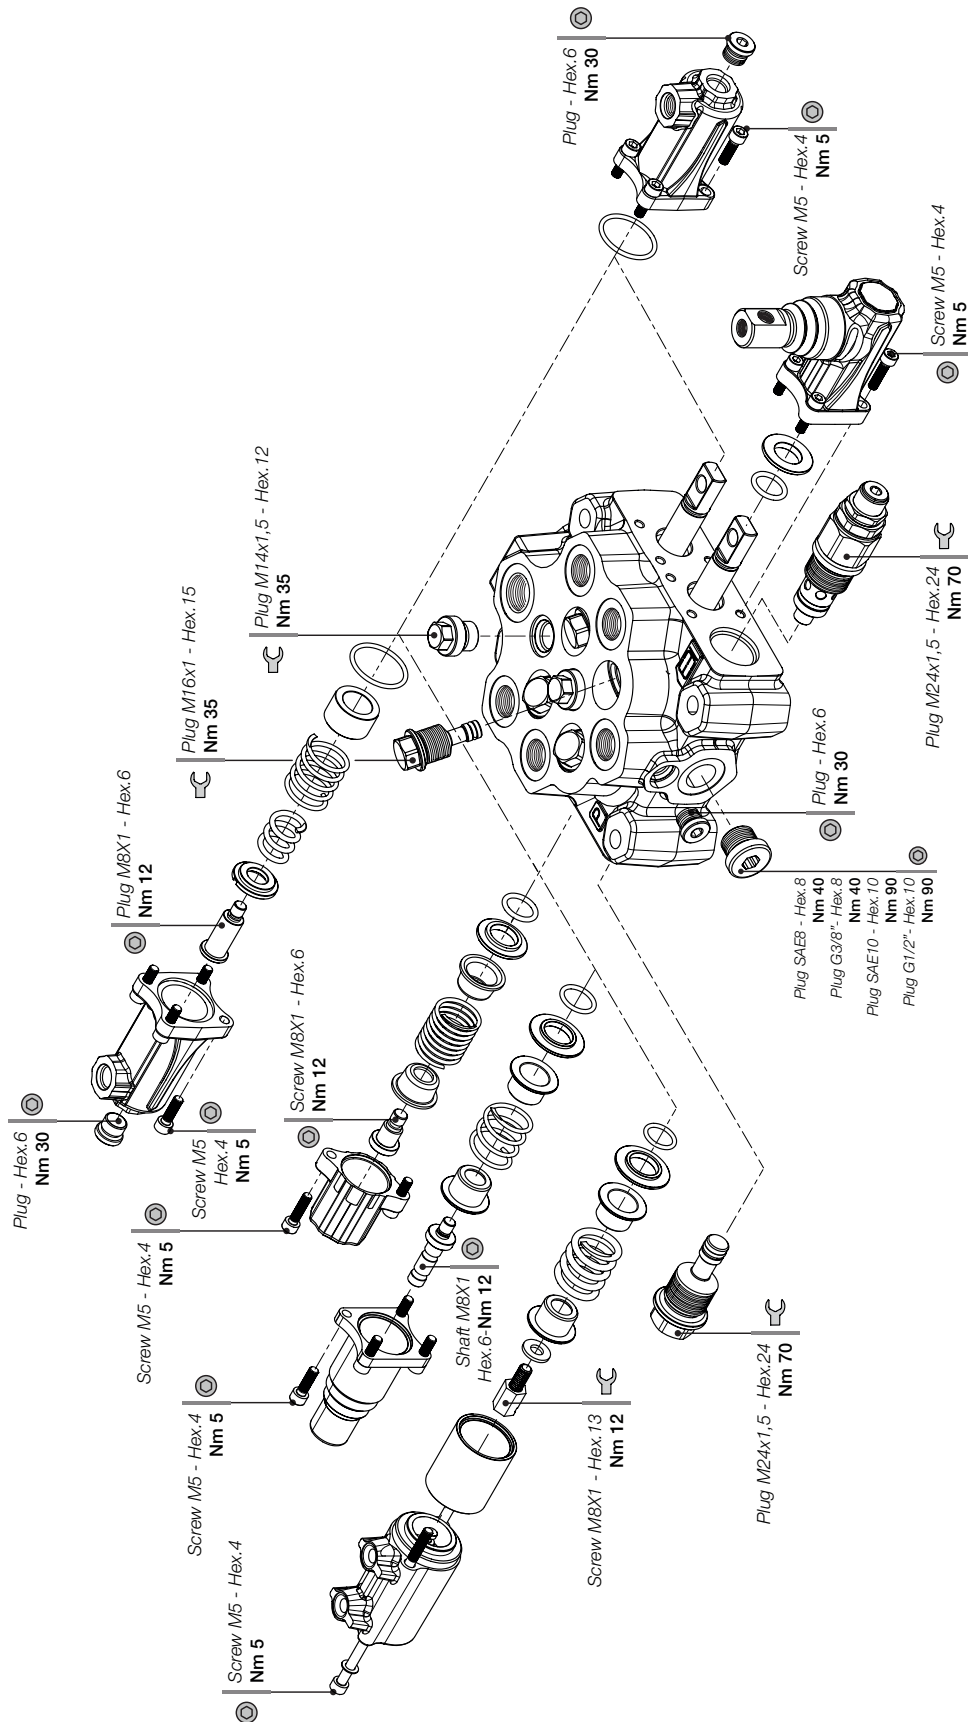 Plug - Hex.6
Nm 30
Screw M5 - Hex.4
Nm 5
Screw M5 - Hex.4
Nm 5
Plug M14x1,5 - Hex.12
Nm 35
Plug M16x1 - Hex.15
Nm 35
Plug M24x1,5 - Hex.24
Nm 70
Plug M8X1 - Hex.6
Nm 12
Plug - Hex.6
Nm 30
Plug SAE8 - Hex.8
Nm 40
Plug G3/8"- Hex.8
Nm 40
Plug SAE10 - Hex.10
Nm 90
Plug G1/2"- Hex.10
Nm 90
Plug - Hex.6
Nm 30
Screw M5
Hex.4
Nm 5
Screw M8X1 - Hex.6
Nm 12
Screw M5 - Hex.4
Nm 5
Shaft M8X1
Hex.6-Nm 12
Screw M5 - Hex.4
Nm 5
Screw M8X1 - Hex.13
Nm 12
Plug M24x1,5 - Hex.24
Nm 70
Screw M5 - Hex.4
Nm 5